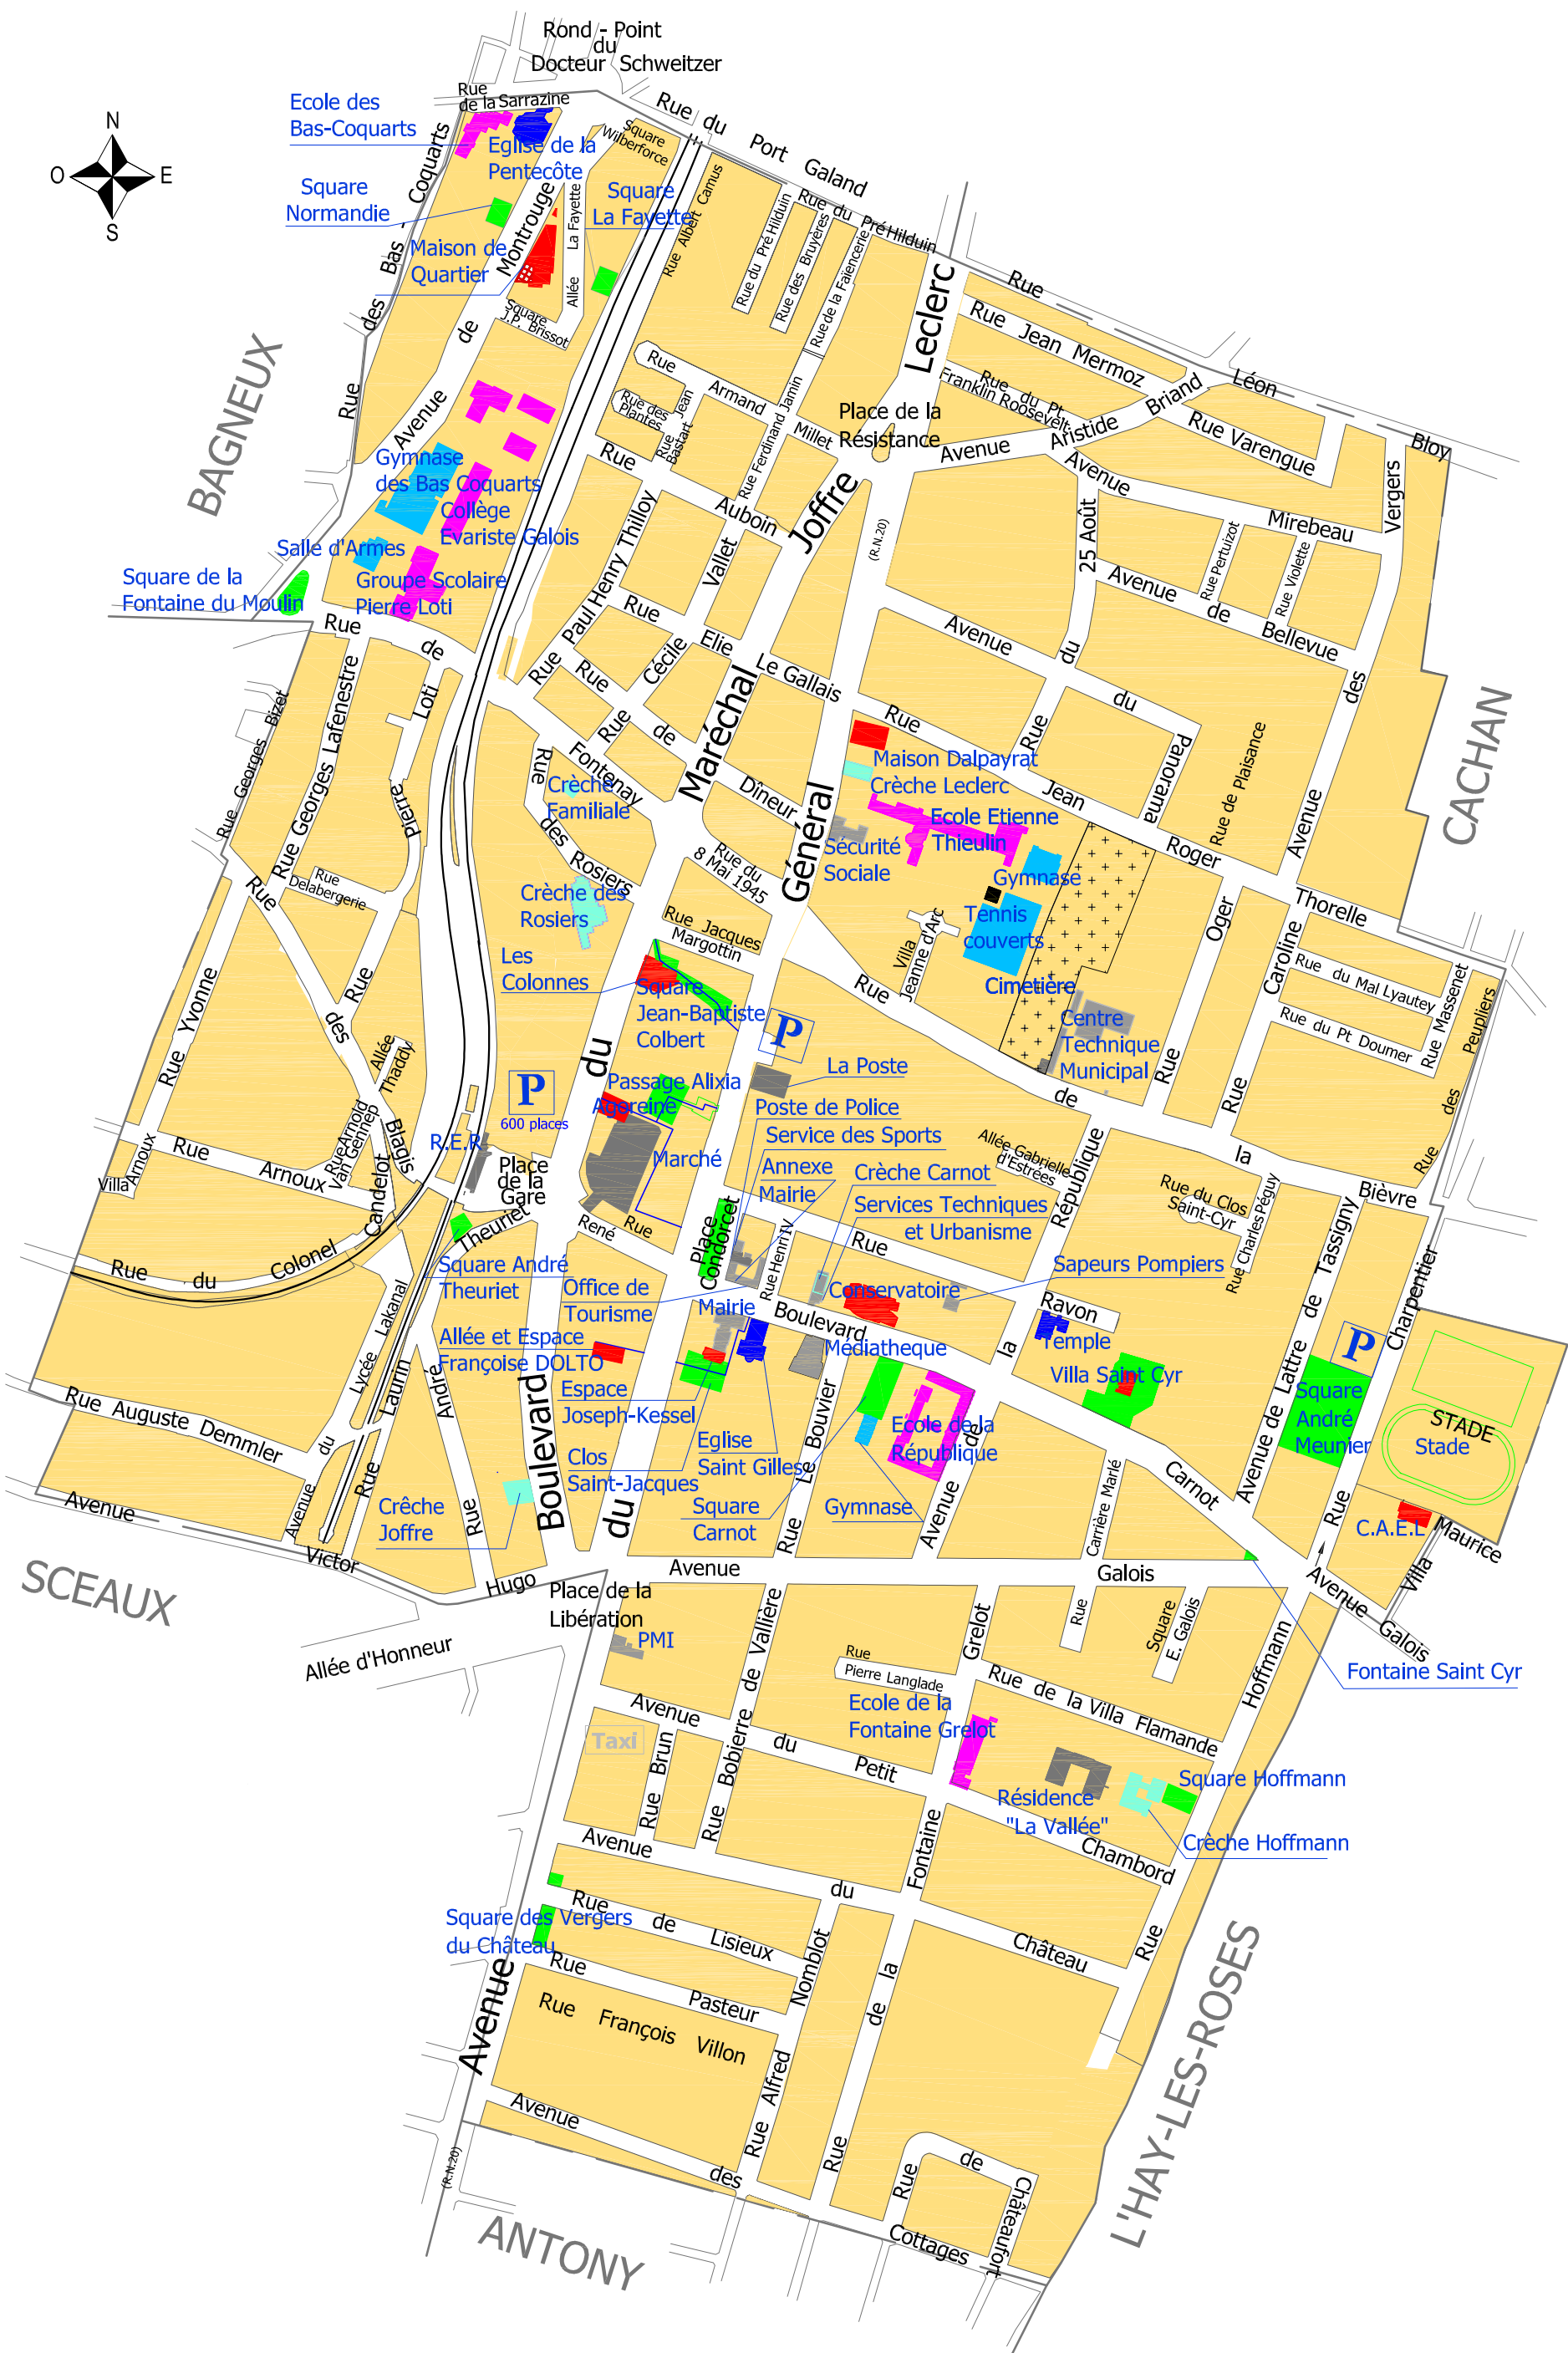 Rond - Point
du
Docteur Schweitzer
N
O
E
S
Ecole des
Bas-Coquarts
Rue
de la Sarrazine
Eglise de la
Pentecôte
Square
Wilberforce
Rue du Port Galand
Square
Normandie
Square
La Fayette
Maison de
Quartier
Allée La Fayette
Square
J.P. Brissot
Rue des Bas - Coquarts
Avenue de Montrouge
BAGNEUX
Rue Albert Camus
Rue du Pré Hilduin
Rue du Pré Hilduin
Rue des Bruyères
Rue de la Faïencerie
Leclerc
Rue Jean Mermoz
Rue du Pt
Franklin Roosevelt
Rue Léon Bloy
Avenue Aristide Briand
Rue Varengue
Place de la
Résistance
Rue Armand Millet
Rue des
Plantes
Rue Jean
Bastart
Rue Ferdinand Jamin
Rue Auboin
Joffre
(R.N.20)
Gymnase
des Bas Coquarts
Collège
Evariste Galois
Salle d'Armes
Groupe Scolaire
Pierre Loti
Square de la
Fontaine du Moulin
Avenue Mirebeau
Avenue des Vergers
Rue du 25 Août
Rue Pertuizot
Rue Violette
Avenue de Bellevue
Avenue du Panorama
CACHAN
Rue Paul Henry Thilloy
Rue Cécile Vallet
Rue Elie Le Gallais
Rue de Fontenay
Rue Georges Lafenestre
Rue Georges Bizet
Rue Pierre Loti
Rue
Delabergerie
Rue de Dîneur
Maréchal
Rue Jean Roger Thorelle
Rue de Plaisance
Maison Dalpayrat
Crèche Leclerc
Ecole Etienne
Thieulin
Sécurité
Sociale
Gymnase
Tennis
couverts
Cimetière
Centre
Technique
Municipal
Villa
Jeanne d'Arc
Général
Crèche
Familiale
Rue des Rosiers
Crèche des
Rosiers
Rue du
8 Mai 1945
Rue Jacques
Margottin
Les
Colonnes
Square
Jean-Baptiste
Colbert
P
Rue Oger
Rue Caroline
Rue du Mal Lyautey
Rue du Pt Doumer
Rue Massenet
Rue des Peupliers
Rue Yvonne
Rue des Blagis
Allée
Thaddy
Rue Arnold
Van Gennep
Rue Candelot
Rue Arnoux
Villa Arnoux
R.E.R
P
600 places
Place
de la
Gare
du
Passage Alixia
Agoreine
Marché
La Poste
Poste de Police
Service des Sports
Annexe
Mairie
Crèche Carnot
Services Techniques
et Urbanisme
Rue de la Bièvre
Allée Gabrielle
d'Estrées
Rue du Clos
Saint-Cyr
Rue Charles Péguy
Sapeurs Pompiers
Conservatoire
Rue Ravon
Temple
Villa Saint Cyr
Place
Condorcet
Rue Henri IV
Rue René
Theuriet
Square André
Theuriet
Office de
Tourisme
Mairie
Boulevard Carnot
Médiatheque
Allée et Espace
Françoise DOLTO
Espace
Joseph-Kessel
Clos
Saint-Jacques
Eglise
Saint Gilles
Square
Carnot
Gymnase
Ecole de la
République
Avenue de la République
Carrière Marlé
Rue Le Bouvier
Rue du Colonel
Avenue du Lycée Lakanal
Rue Laurin
Rue André
Boulevard du
Crêche
Joffre
Rue Auguste Demmler
Avenue Victor Hugo
SCEAUX
Avenue de Lattre de Tassigny
Rue Charpentier
P
Square
André
Meunier
STADE
Stade
C.A.E.L
Villa Maurice
Place de la
Libération
Allée d'Honneur
Avenue Galois
Avenue Galois
Fontaine Saint Cyr
PMI
Taxi
Rue Bobierre de Vallière
Rue
Pierre Langlade
Rue
Square
E. Galois
Rue Hoffmann
Rue de la Villa Flamande
Ecole de la
Fontaine Grelot
Résidence
"La Vallée"
Square Hoffmann
Crèche Hoffmann
Avenue du Petit Chambord
Rue Brun
Avenue du Château
Rue de la Fontaine Grelot
Square des Vergers
du Château
Rue de Lisieux
Rue Pasteur
Rue François Villon
Rue Alfred Nomblot
Avenue
(R.N.20)
Avenue des Cottages
Rue de Châteaufort
L'HAY-LES-ROSES
ANTONY